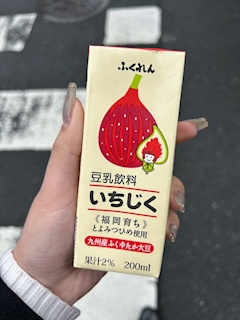 ふくれん
豆乳飲料
いちじく
《福岡育ち》
とよみつひめ使用
九州産ふくゆたか大豆
果汁2% 200ml